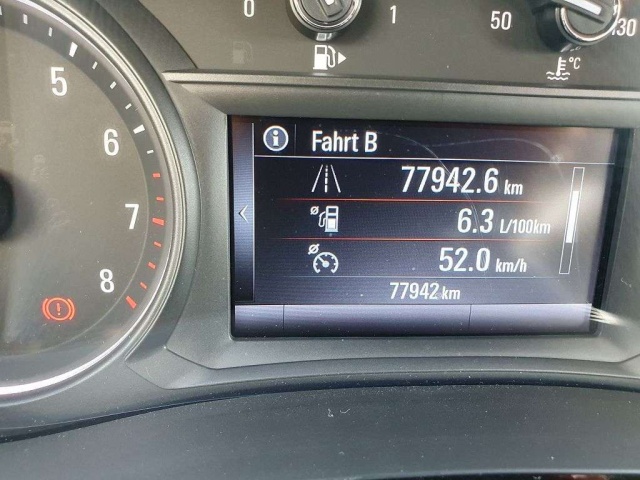 0 1 50 130
°C
5
6
7
8
Fahrt B
77942.6 km
Ø 6.3 L/100km
Ø 52.0 km/h
77942 km